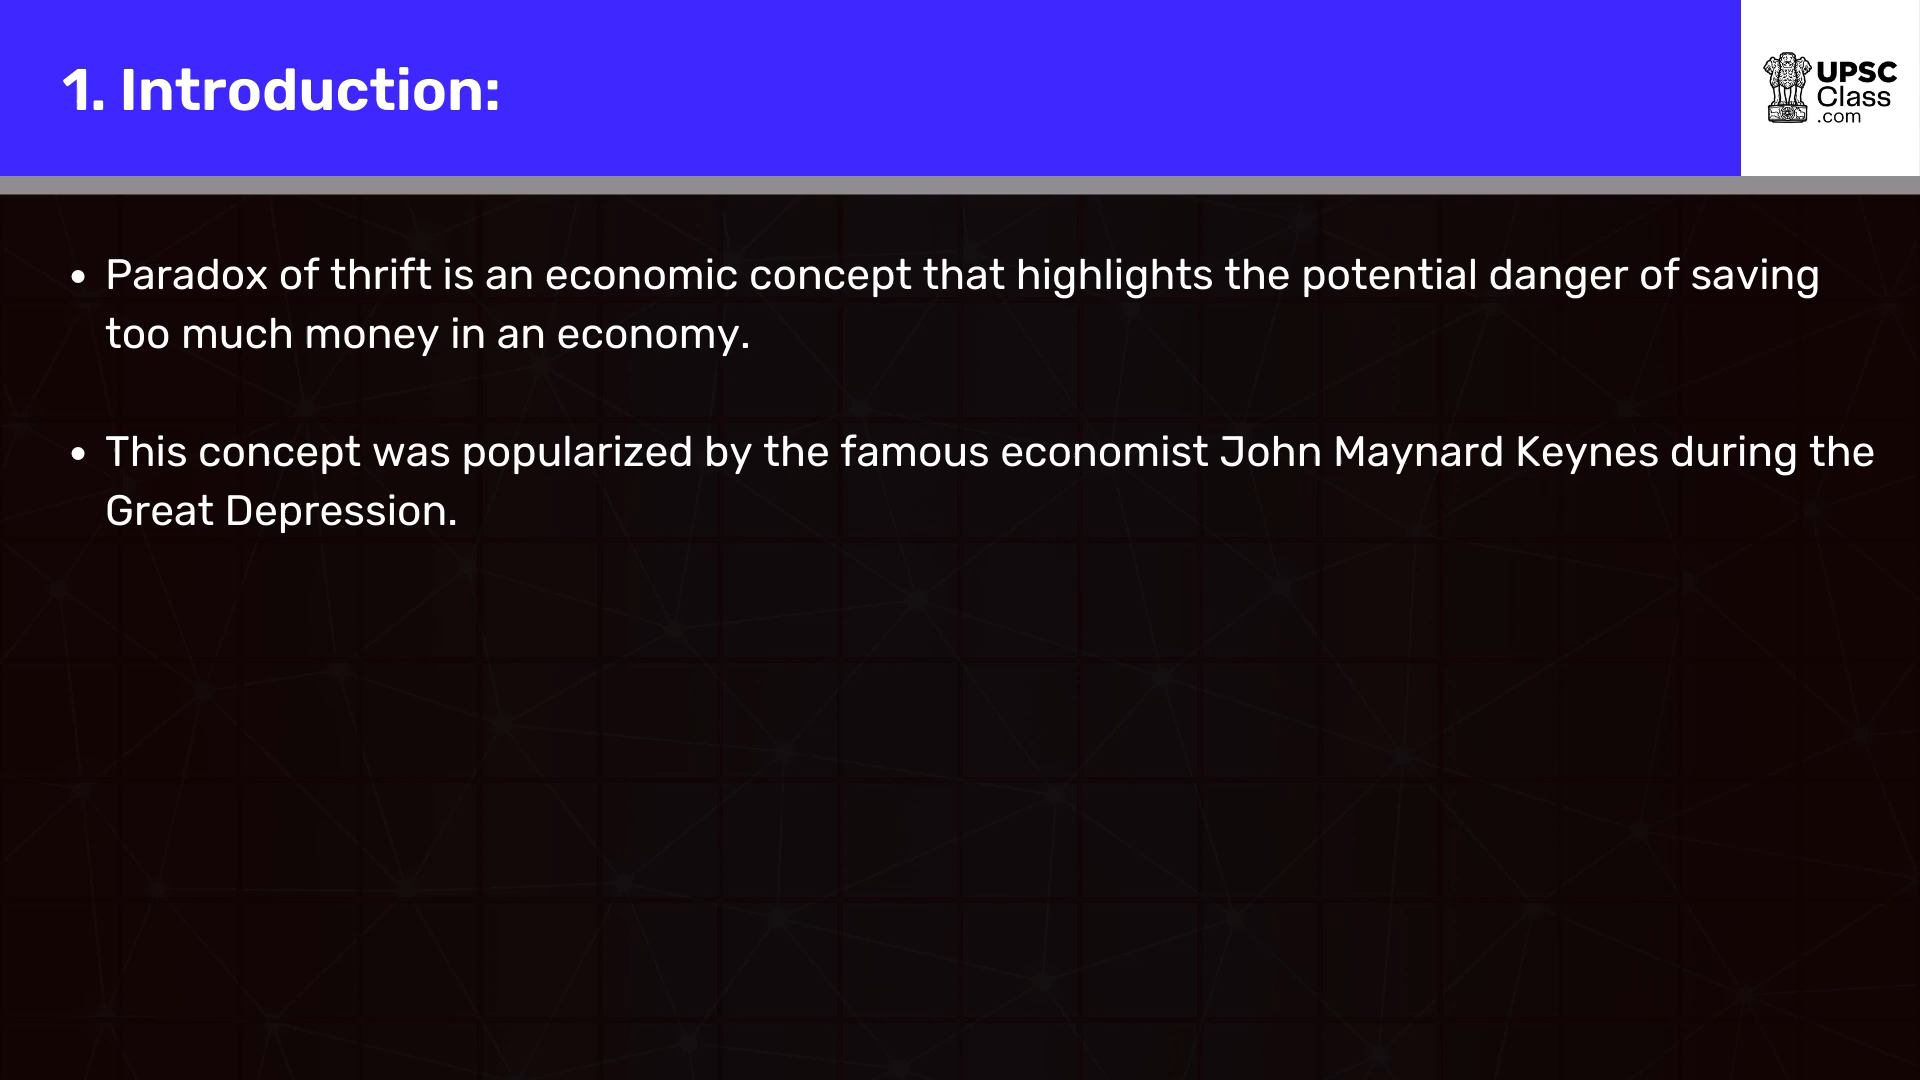 1. Introduction:
UPSC
Class
.com
• Paradox of thrift is an economic concept that highlights the potential danger of saving
too much money in an economy.
• This concept was popularized by the famous economist John Maynard Keynes during the
Great Depression.